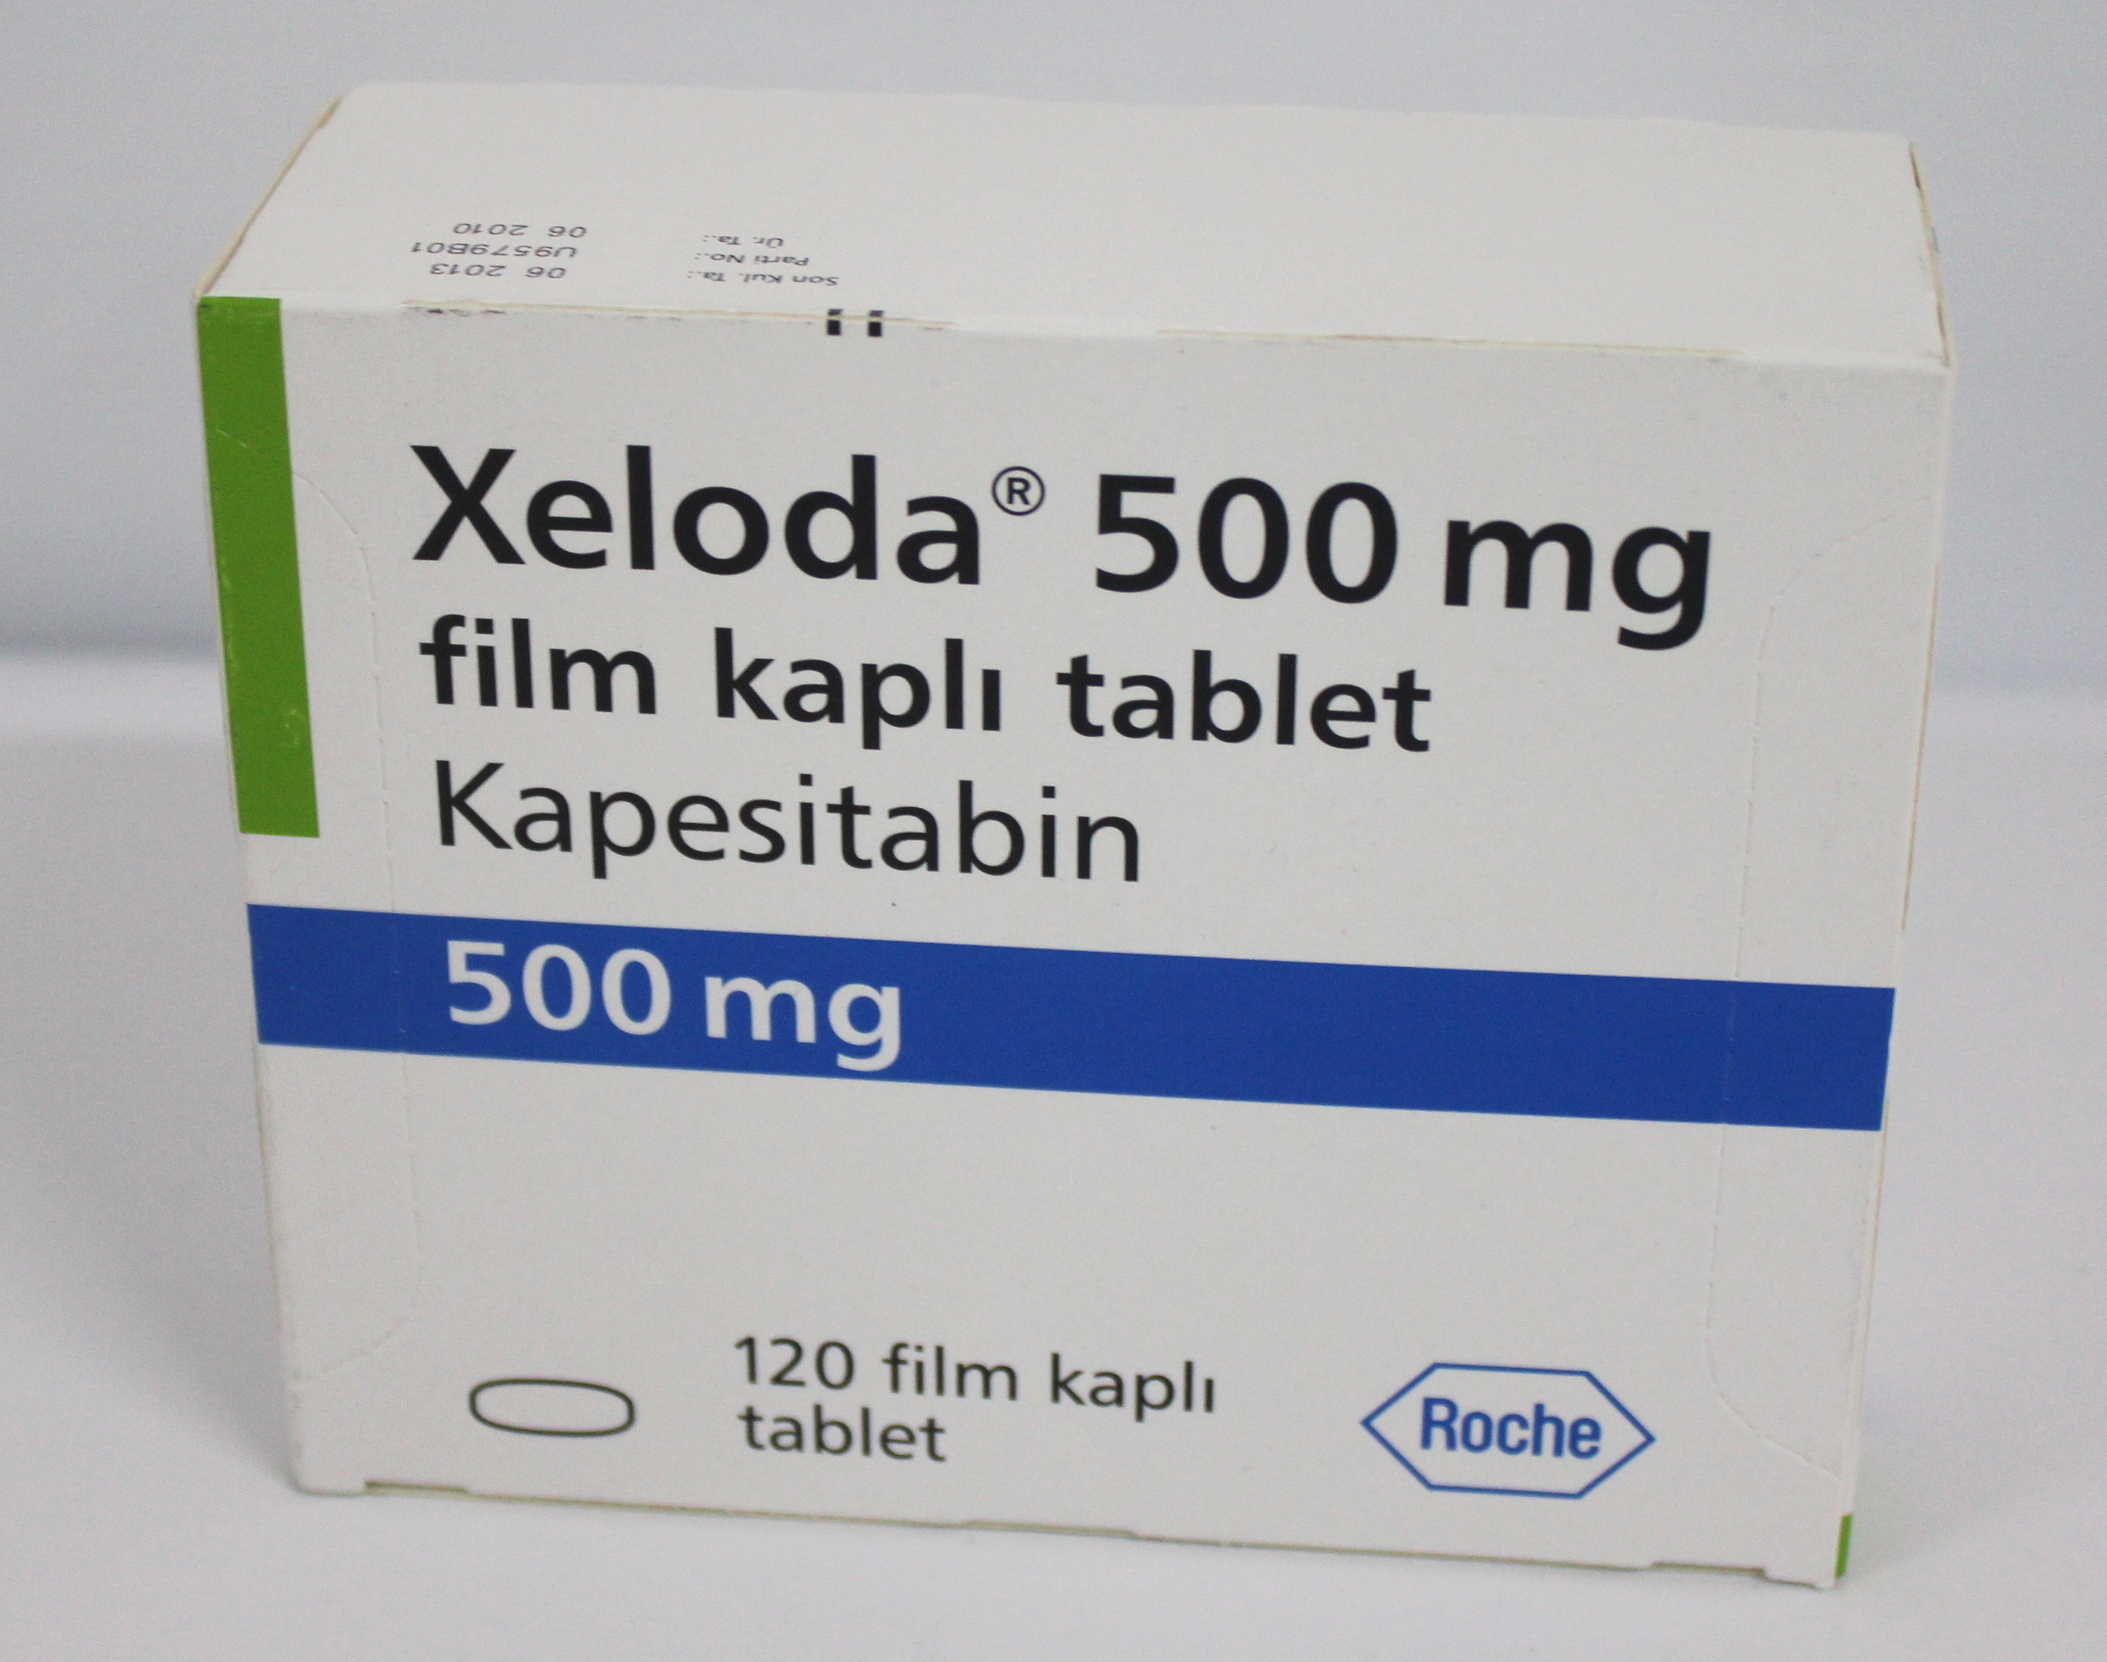 Ür. Ta.: 06 2010
Parti No.: U9579B01
Son Kul. Ta.: 06 2013
Xeloda® 500 mg
film kaplı tablet
Kapesitabin
500 mg
120 film kaplı
tablet
Roche